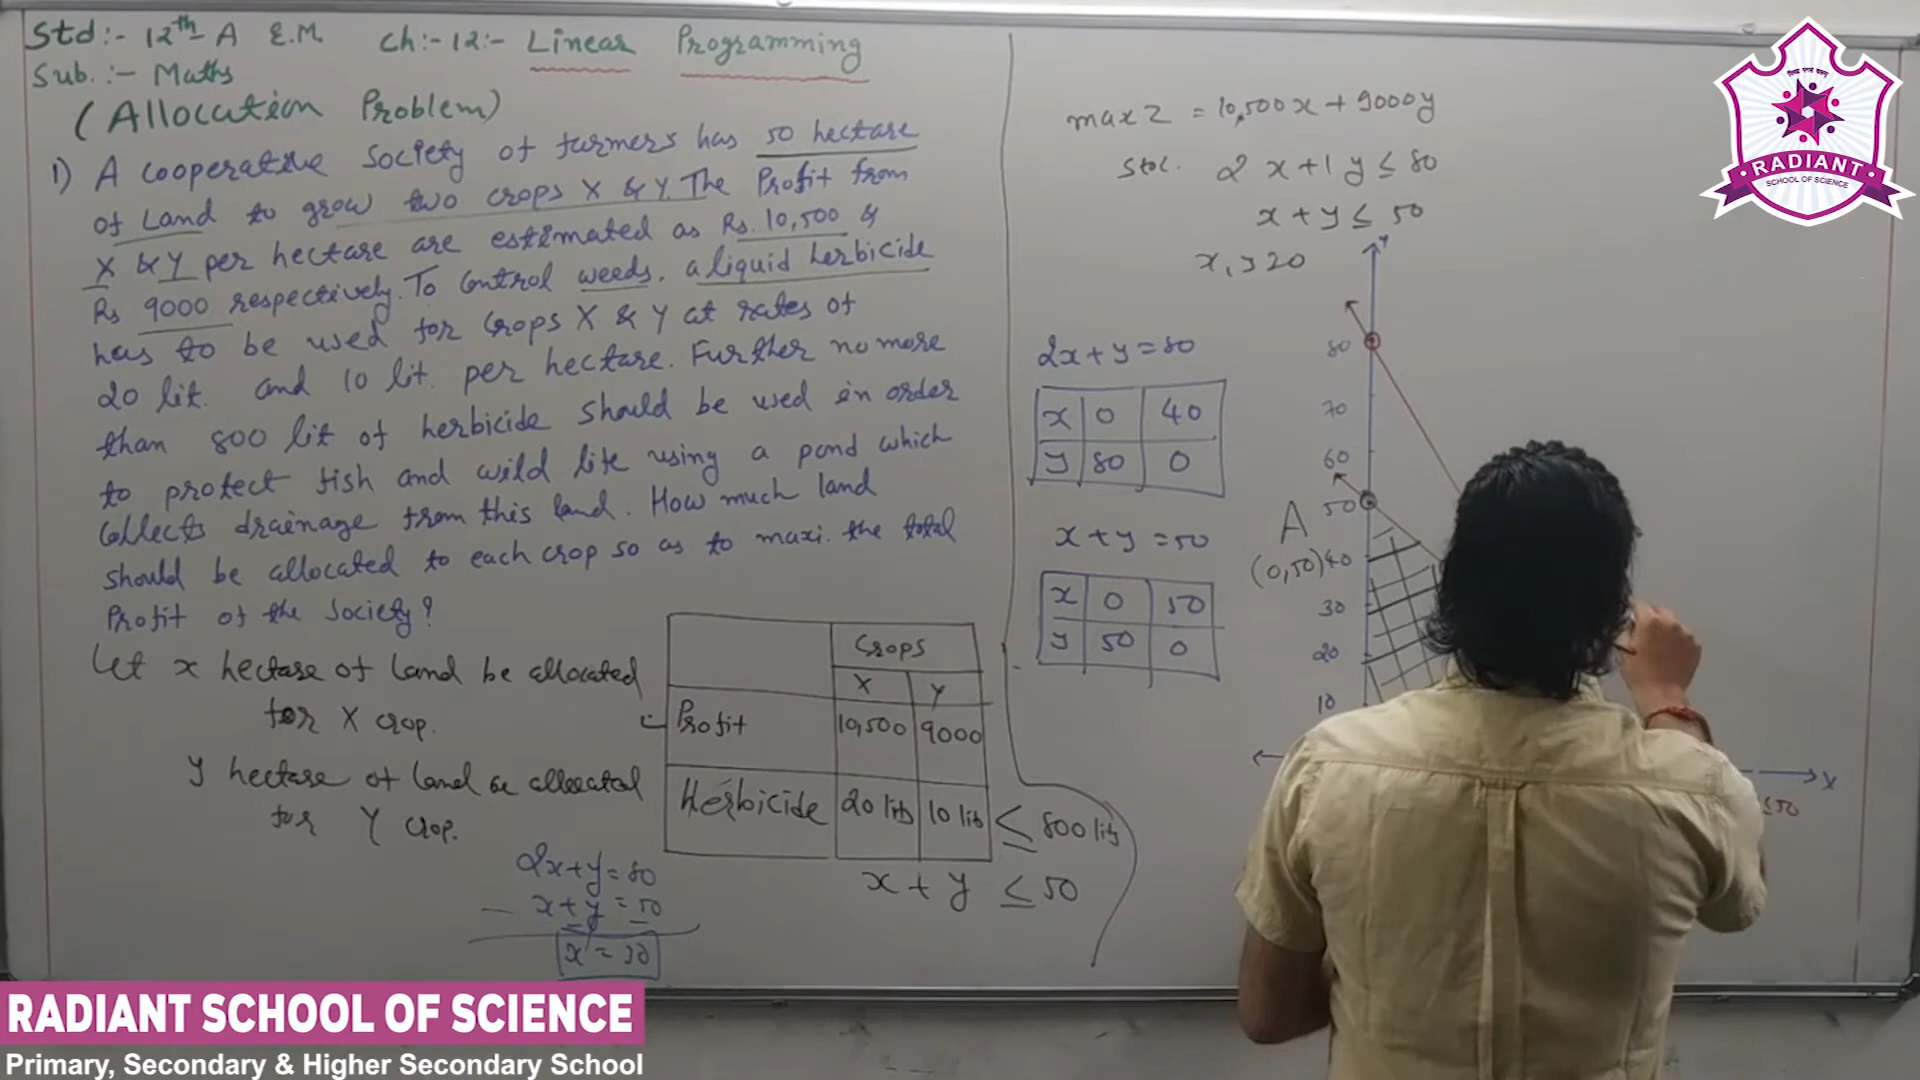 Std:- 12th-A E.M. Ch:-12:- Linear Programming
Sub.:- Maths
(Allocation Problem)
1) A cooperative Society of farmers has 50 hectare
of Land to grow two crops X & Y. The Profit from
X & Y per hectare are estimated as Rs. 10,500 &
Rs 9000 respectively. To Control weeds, a liquid herbicide
has to be used for Crops X & Y at rates of
20 lit. and 10 lit. per hectare. Further no more
than 800 lit of herbicide should be used in order
to protect fish and wild life using a pond which
Collects drainage from this land. How much land
should be allocated to each crop so as to maxi. the total
Profit of the Society?
Let x hectare of Land be allocated
for X crop.
y hectare of Land be allocated
for Y Crop.
2x+y=80
- x+y=50
x = 30
Crops
X Y
Profit 10,500 9000
Herbicide 20 lits 10 lits ≤ 800 lits
x + y ≤ 50
max Z = 10,500x + 9000y
2x+1y ≤ 80
x + y ≤ 50
x, y ≥ 0
2x+y=80
x 0 40
y 80 0
x+y=50
x 0 50
y 50 0
Y
80
70
60
50
A
(0,50) 40
30
20
10
X
≤50
RADIANT
SCHOOL OF SCIENCE
RADIANT SCHOOL OF SCIENCE
Primary, Secondary & Higher Secondary School